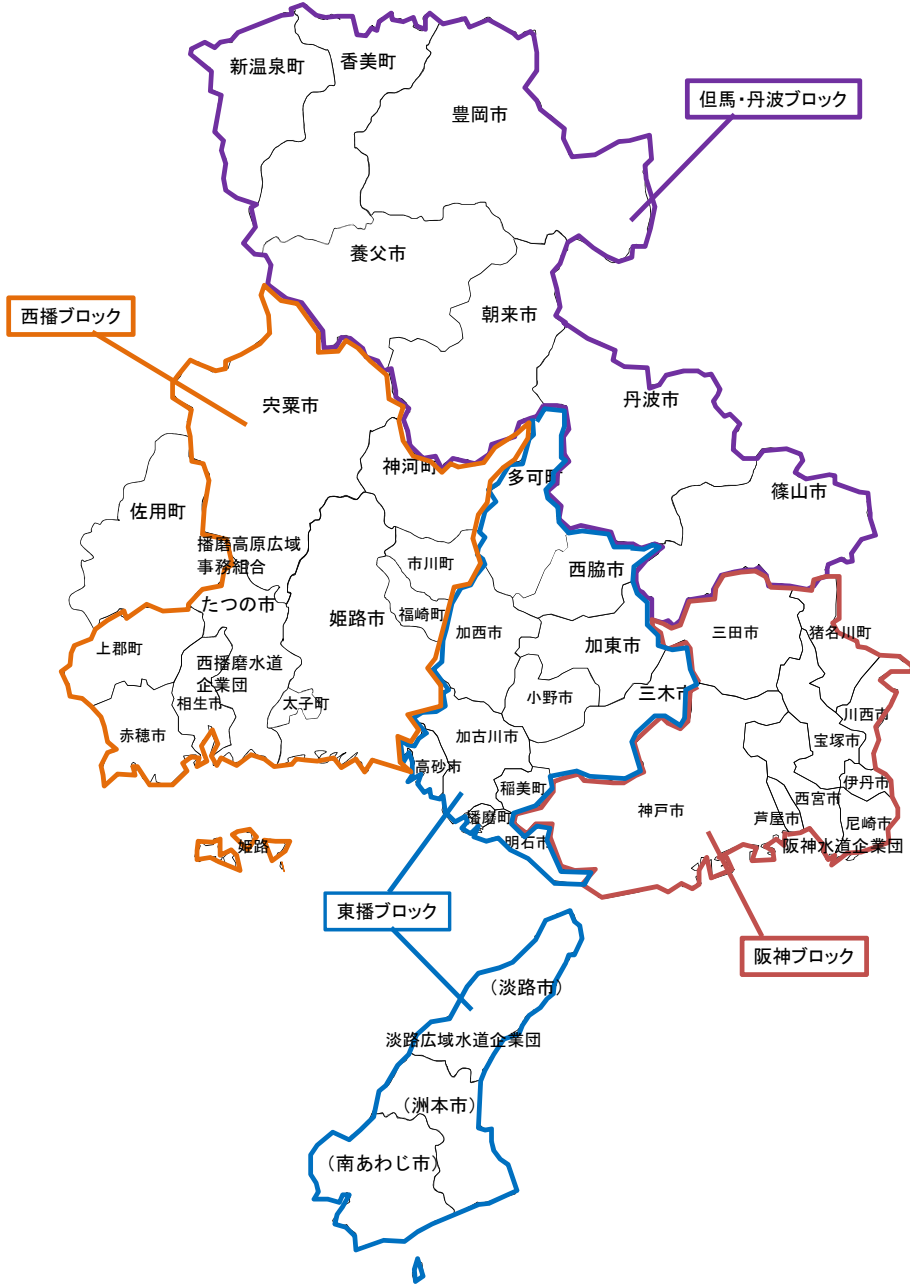 新温泉町
香美町
豊岡市
但馬・丹波ブロック
養父市
朝来市
西播ブロック
宍粟市
丹波市
神河町
多可町
篠山市
佐用町
播磨高原広域
事務組合
市川町
西脇市
たつの市
姫路市
福崎町
加西市
加東市
三田市
猪名川町
上郡町
西播磨水道
企業団
相生市
太子町
小野市
三木市
川西市
赤穂市
加古川市
宝塚市
高砂市
稲美町
伊丹市
神戸市
西宮市
播磨町
芦屋市
尼崎市
明石市
阪神水道企業団
姫路
東播ブロック
阪神ブロック
（淡路市）
淡路広域水道企業団
（洲本市）
（南あわじ市）